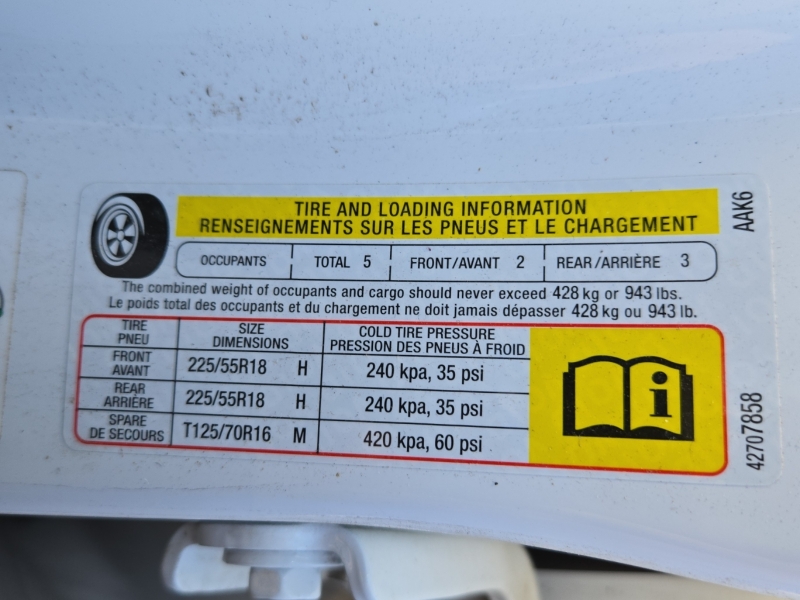 TIRE AND LOADING INFORMATION
RENSEIGNEMENTS SUR LES PNEUS ET LE CHARGEMENT
OCCUPANTS TOTAL 5 FRONT/AVANT 2 REAR/ARRIÈRE 3
The combined weight of occupants and cargo should never exceed 428 kg or 943 lbs.
Le poids total des occupants et du chargement ne doit jamais dépasser 428 kg ou 943 lb.
TIRE SIZE COLD TIRE PRESSURE
PNEU DIMENSIONS PRESSION DES PNEUS À FROID
FRONT
AVANT 225/55R18 H 240 kpa, 35 psi
REAR
ARRIÈRE 225/55R18 H 240 kpa, 35 psi
SPARE
DE SECOURS T125/70R16 M 420 kpa, 60 psi
i
AAK6
42707858